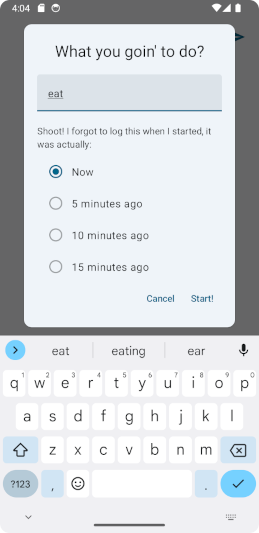 4:04
What you goin' to do?
eat
Shoot! I forgot to log this when I started, it
was actually:
Now
5 minutes ago
10 minutes ago
15 minutes ago
Cancel Start!
eat eating ear
q 1 w 2 e 3 r 4 t 5 y 6 u 7 i 8 o 9 p 0
a s d f g h j k l
z x c v b n m
?123 , .